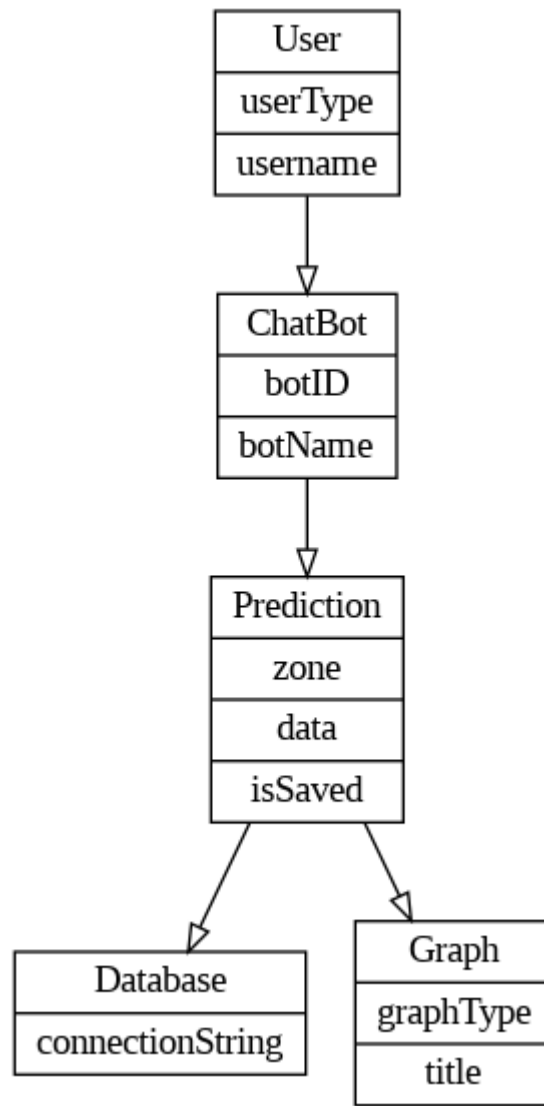 User
userType
username
ChatBot
botID
botName
Prediction
zone
data
isSaved
Database
connectionString
Graph
graphType
title